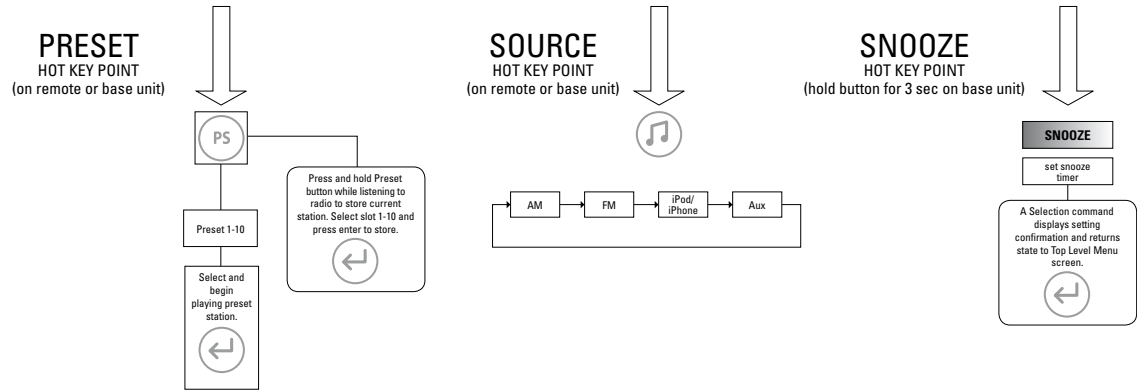 PRESET
HOT KEY POINT
(on remote or base unit)
PS
Press and hold Preset
button while listening to
radio to store current
station. Select slot 1-10 and
press enter to store.
Preset 1-10
Select and
begin
playing preset
station.
SOURCE
HOT KEY POINT
(on remote or base unit)
AM
FM
iPod/
iPhone
Aux
SNOOZE
HOT KEY POINT
(hold button for 3 sec on base unit)
SNOOZE
set snooze
timer
A Selection command
displays setting
confirmation and returns
state to Top Level Menu
screen.